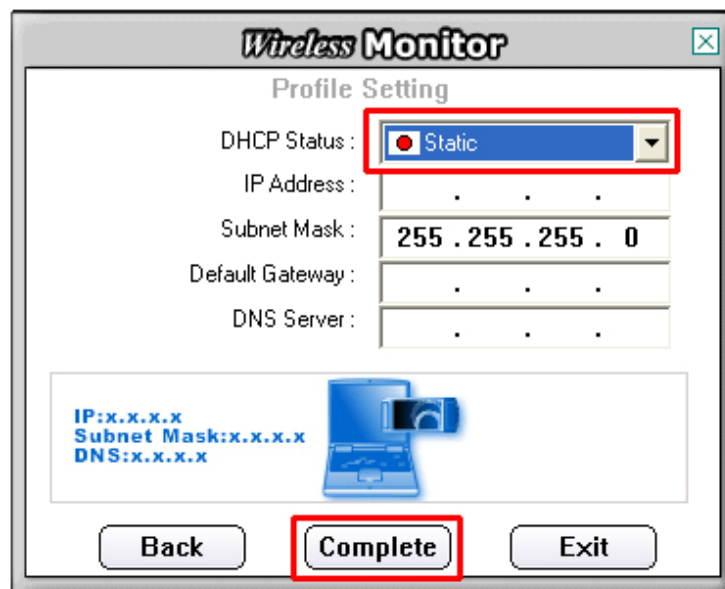 Wireless Monitor
Profile Setting
DHCP Status : Static
IP Address : . . .
Subnet Mask : 255 . 255 . 255 . 0
Default Gateway : . . .
DNS Server : . . .
IP:x.x.x.x
Subnet Mask:x.x.x.x
DNS:x.x.x.x
Back Complete Exit